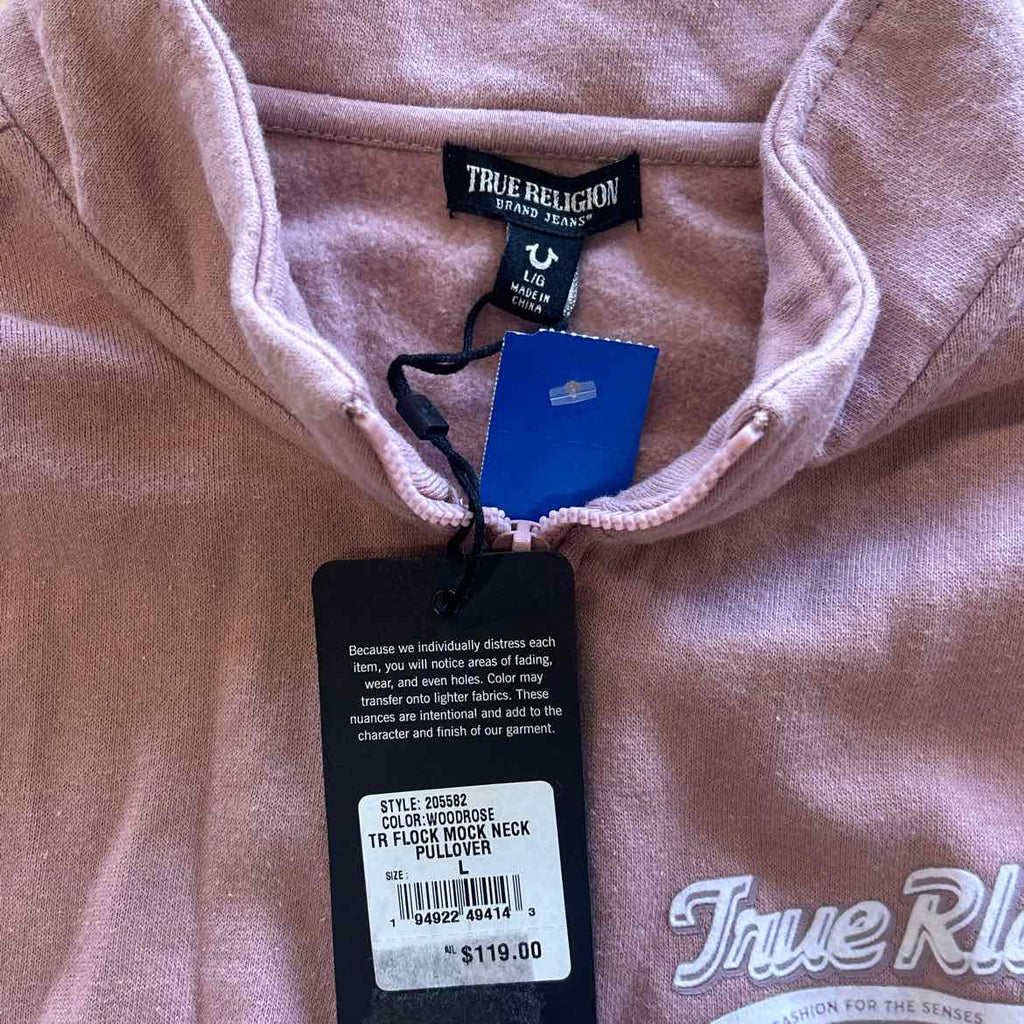 TRUE RELIGION
BRAND JEANS®
L/G
MADE IN
CHINA
Because we individually distress each
item, you will notice areas of fading,
wear, and even holes. Color may
transfer onto lighter fabrics. These
nuances are intentional and add to the
character and finish of our garment.
STYLE: 205582
COLOR:WOODROSE
TR FLOCK MOCK NECK
PULLOVER
SIZE: L
1 94922 49414 3
$119.00
True Rl
FASHION FOR THE SENSES